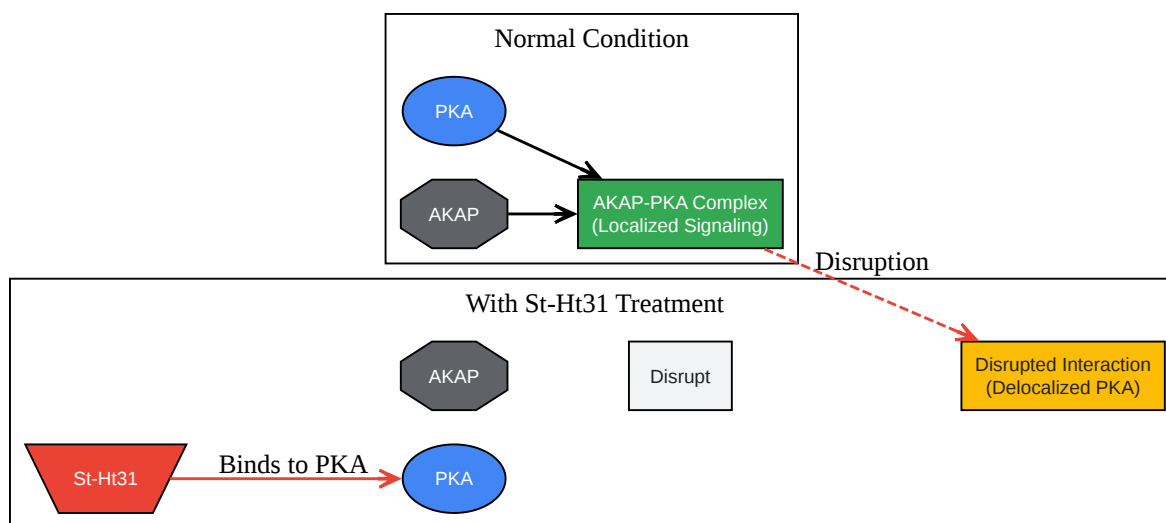 Normal Condition
PKA
AKAP
AKAP-PKA Complex
(Localized Signaling)
Disruption
With St-Ht31 Treatment
AKAP
Disrupt
Disrupted Interaction
(Delocalized PKA)
St-Ht31
Binds to PKA
PKA